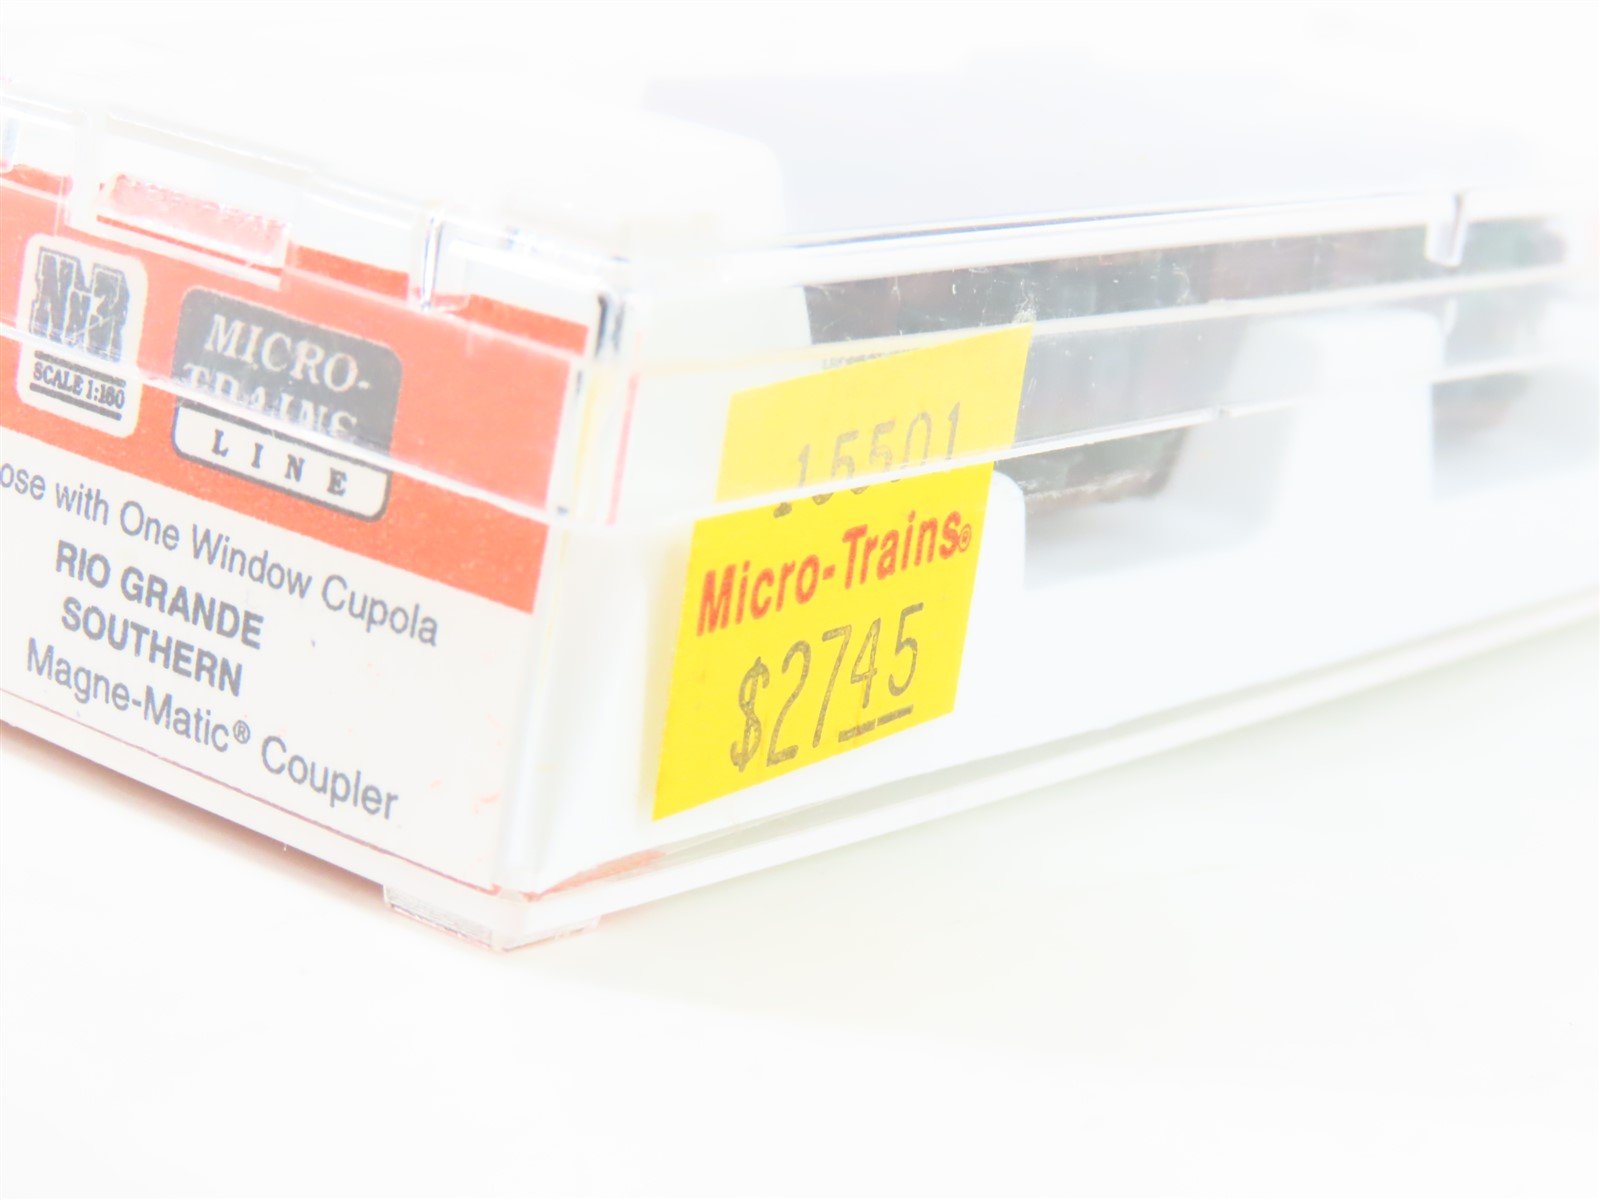 Nn3
SCALE 1:160
MICRO-
TRAINS
LINE
ose with One Window Cupola
RIO GRANDE
SOUTHERN
Magne-Matic® Coupler
15501
Micro-Trains®
$2745